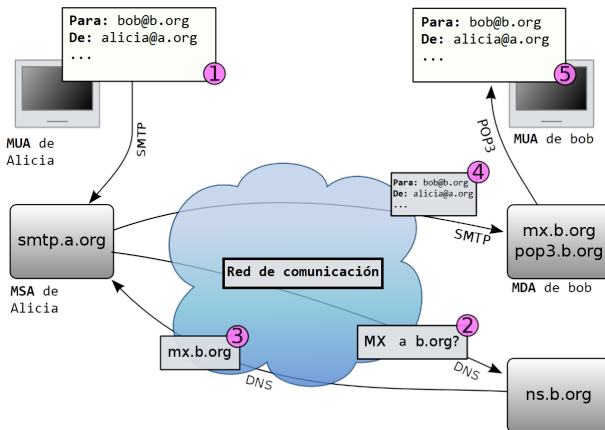 Para: bob@b.org
De: alicia@a.org
...
1
MUA de
Alicia
SMTP
smtp.a.org
MSA de
Alicia
Para: bob@b.org
De: alicia@a.org
...
5
POP3
MUA de bob
Para: bob@b.org
De: alicia@a.org
...
4
SMTP
mx.b.org
pop3.b.org
MDA de bob
Red de comunicación
3
mx.b.org
DNS
2
MX a b.org?
DNS
ns.b.org